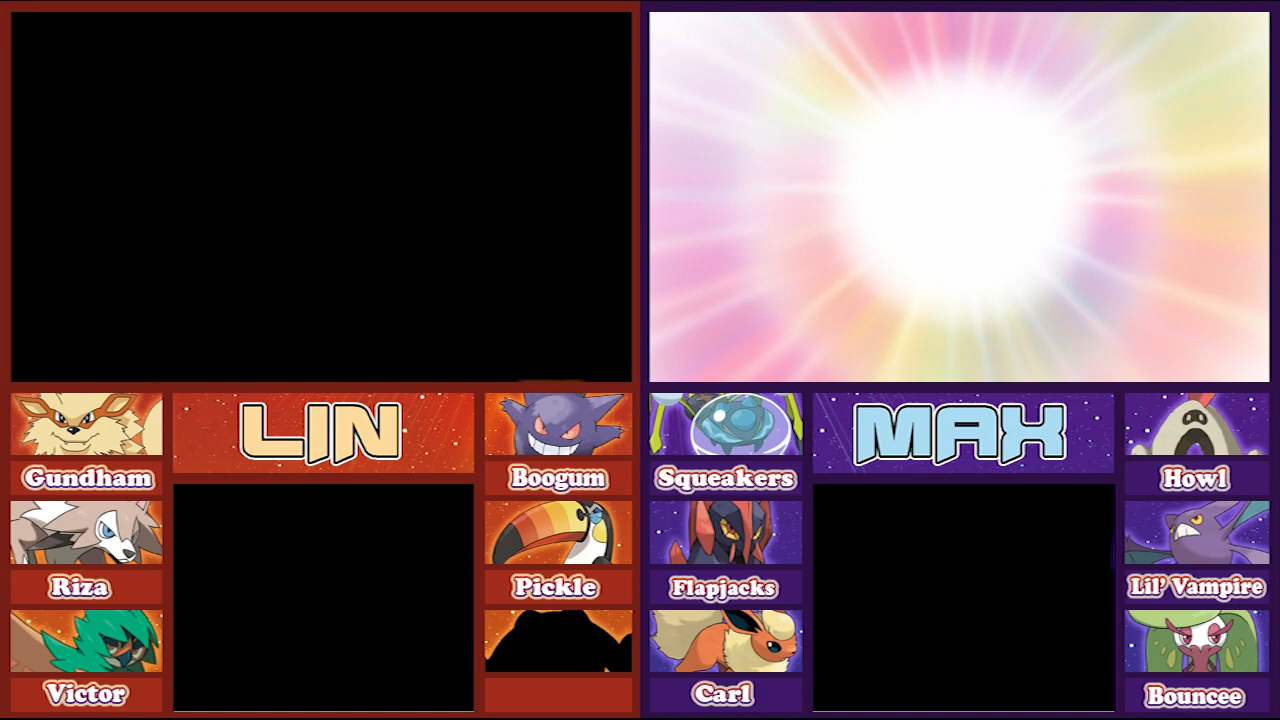 LIN
MAX
Gundham
Boogum
Squeakers
Howl
Riza
Pickle
Flapjacks
Lil' Vampire
Victor
Carl
Bouncee